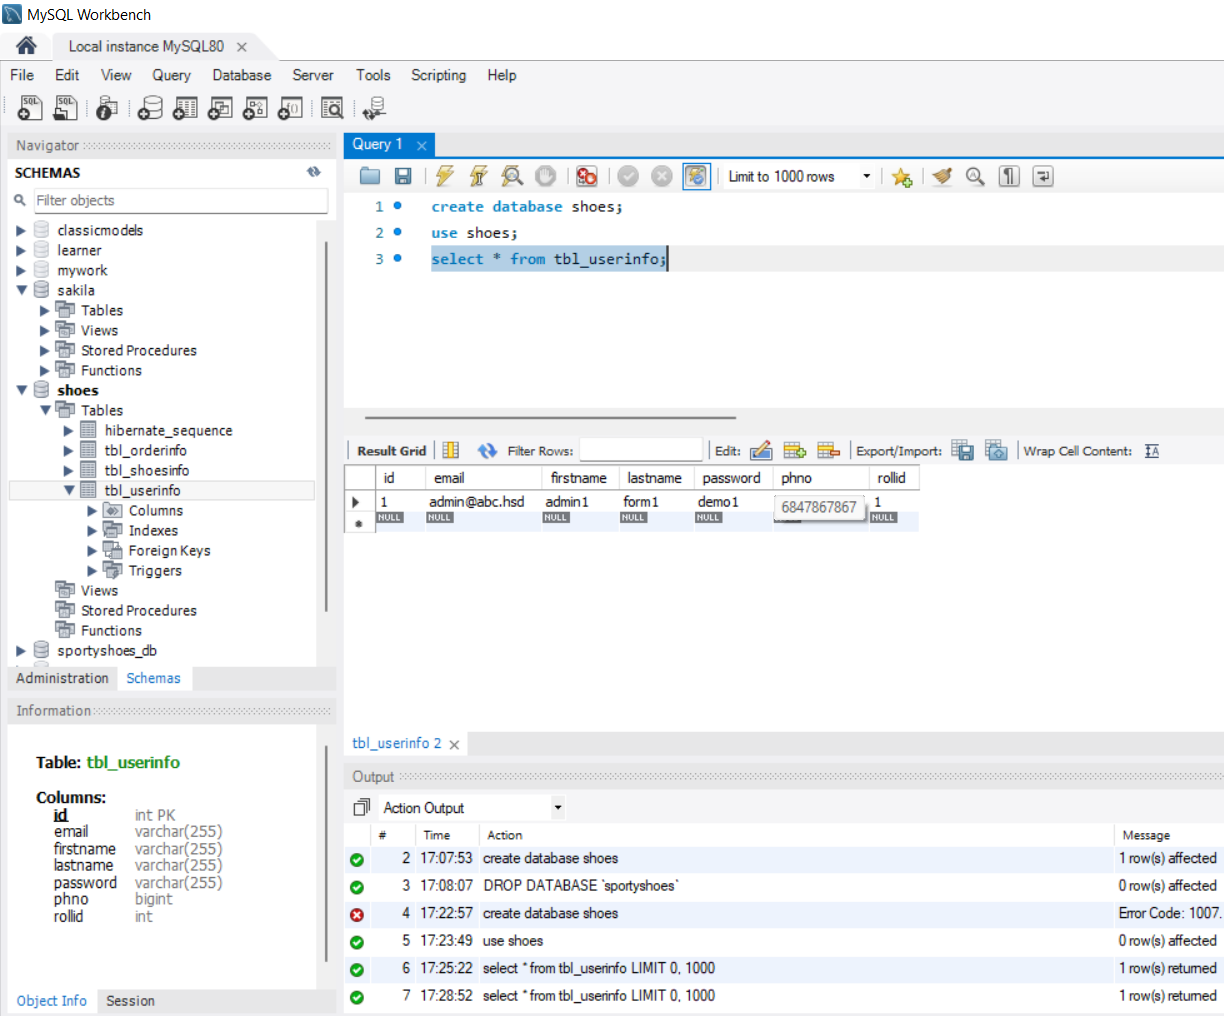 MySQL Workbench
Local instance MySQL80
File Edit View Query Database Server Tools Scripting Help
SQL SQL
Navigator
SCHEMAS
Filter objects
classicmodels
learner
mywork
sakila
Tables
Views
Stored Procedures
Functions
shoes
Tables
hibernate_sequence
tbl_orderinfo
tbl_shoesinfo
tbl_userinfo
Columns
Indexes
Foreign Keys
Triggers
Views
Stored Procedures
Functions
sportyshoes_db
Administration Schemas
Information
Table: tbl_userinfo
Columns:
id int PK
email varchar(255)
firstname varchar(255)
lastname varchar(255)
password varchar(255)
phno bigint
rollid int
Object Info Session
Query 1
Limit to 1000 rows
1 create database shoes;
2 use shoes;
3 select * from tbl_userinfo;
Result Grid Filter Rows: Edit: Export/Import: Wrap Cell Content:
id email firstname lastname password phno rollid
1 admin@abc.hsd admin1 form1 demo1 6847867867 1
NULL NULL NULL NULL NULL NULL
tbl_userinfo 2
Output
Action Output
# Time Action Message
2 17:07:53 create database shoes 1 row(s) affected
3 17:08:07 DROP DATABASE `sportyshoes` 0 row(s) affected
4 17:22:57 create database shoes Error Code: 1007.
5 17:23:49 use shoes 0 row(s) affected
6 17:25:22 select * from tbl_userinfo LIMIT 0, 1000 1 row(s) returned
7 17:28:52 select * from tbl_userinfo LIMIT 0, 1000 1 row(s) returned